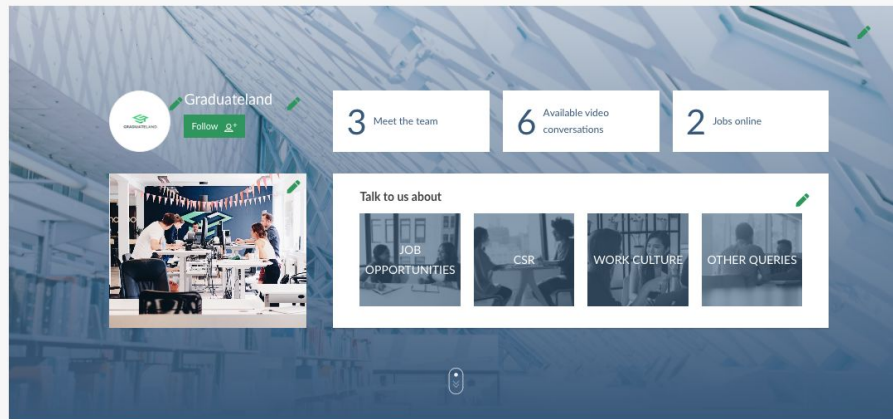 Graduateland
GRADUATELAND
Follow
3 Meet the team
6 Available video
conversations
2 Jobs online
Talk to us about
JOB
OPPORTUNITIES
CSR
WORK CULTURE
OTHER QUERIES